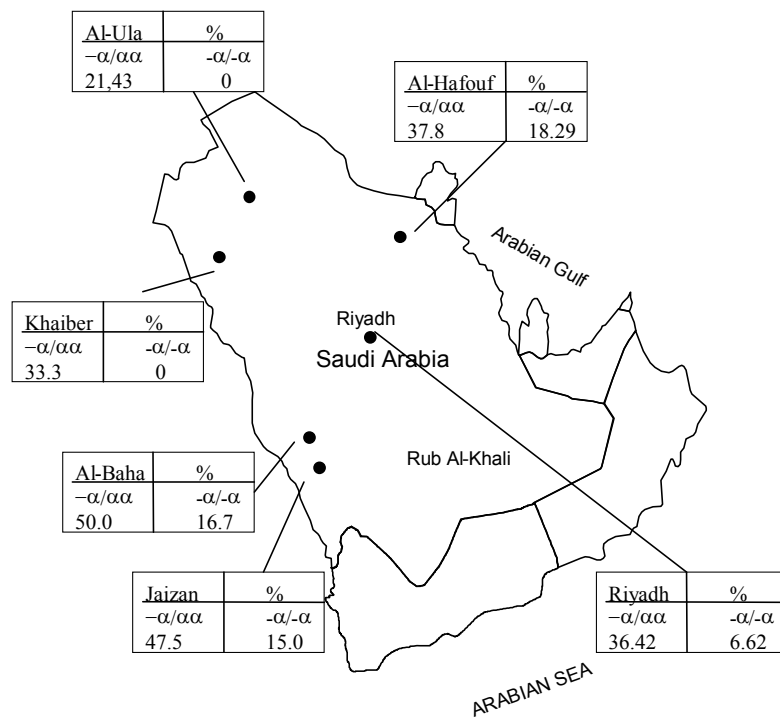 Al-Ula %
−α/αα -α/-α
21,43 0
Al-Hafouf %
−α/αα -α/-α
37.8 18.29
Arabian Gulf
Khaiber %
−α/αα -α/-α
33.3 0
Riyadh
Saudi Arabia
Rub Al-Khali
Al-Baha %
−α/αα -α/-α
50.0 16.7
Jaizan %
−α/αα -α/-α
47.5 15.0
Riyadh %
−α/αα -α/-α
36.42 6.62
ARABIAN SEA